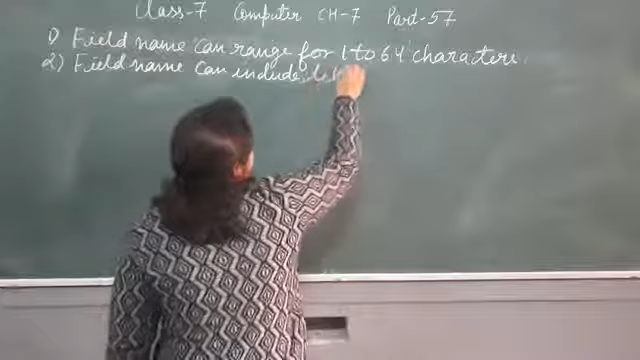 Class-7 Computer CH-7 Part-57
1) Field name can range for 1 to 64 characters.
2) Field name can include